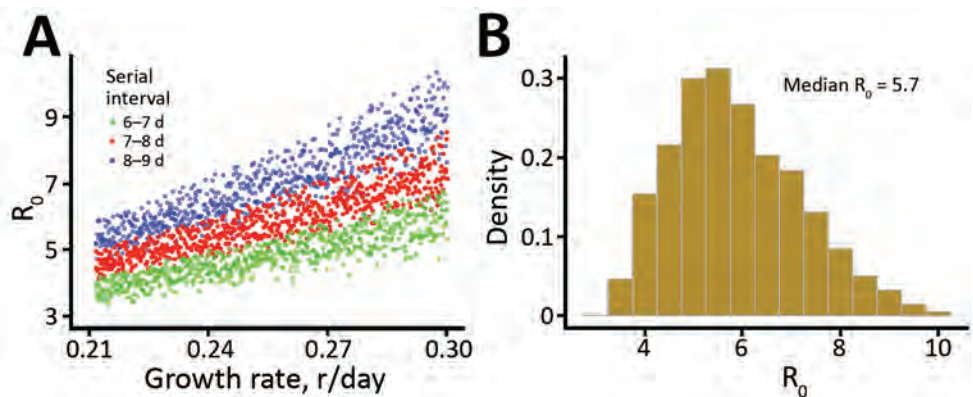 A
Serial
interval
6–7 d
7–8 d
8–9 d
9
7
5
3
R0
0.21
0.24
0.27
0.30
Growth rate, r/day
B
Median R0 = 5.7
0.3
0.2
0.1
0
Density
4
6
8
10
R0